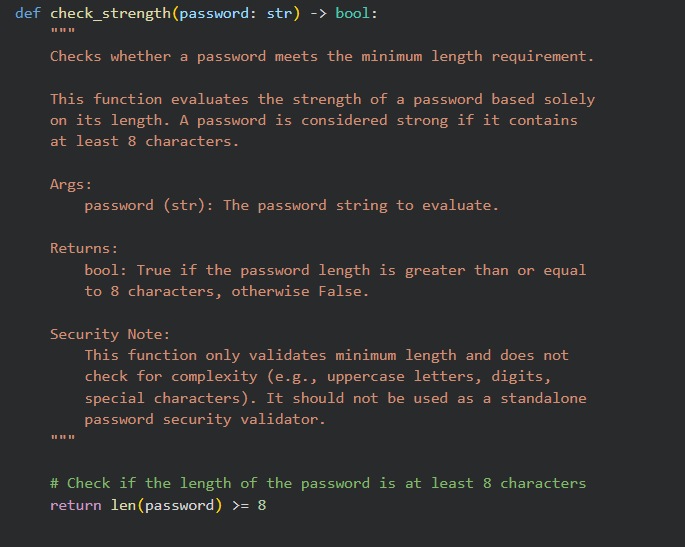 def check_strength(password: str) -> bool:
    """
    Checks whether a password meets the minimum length requirement.

    This function evaluates the strength of a password based solely
    on its length. A password is considered strong if it contains
    at least 8 characters.

    Args:
        password (str): The password string to evaluate.

    Returns:
        bool: True if the password length is greater than or equal
        to 8 characters, otherwise False.

    Security Note:
        This function only validates minimum length and does not
        check for complexity (e.g., uppercase letters, digits,
        special characters). It should not be used as a standalone
        password security validator.
    """

    # Check if the length of the password is at least 8 characters
    return len(password) >= 8